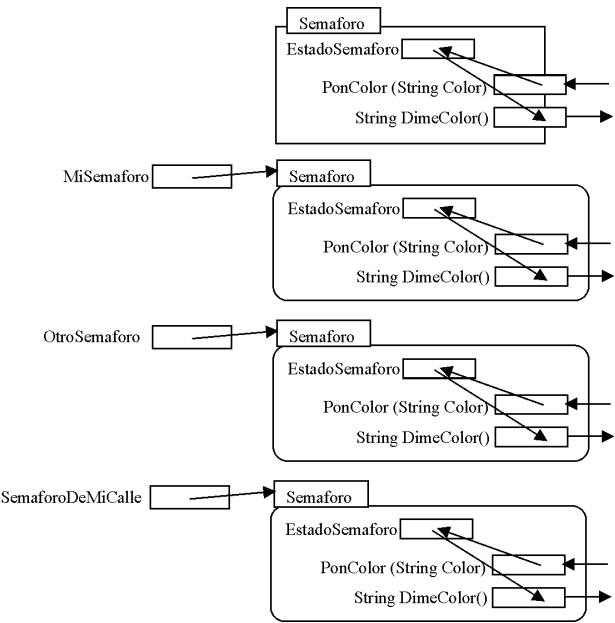 Semaforo
EstadoSemaforo
PonColor (String Color)
String DimeColor()
MiSemaforo
Semaforo
EstadoSemaforo
PonColor (String Color)
String DimeColor()
OtroSemaforo
Semaforo
EstadoSemaforo
PonColor (String Color)
String DimeColor()
SemaforoDeMiCalle
Semaforo
EstadoSemaforo
PonColor (String Color)
String DimeColor()